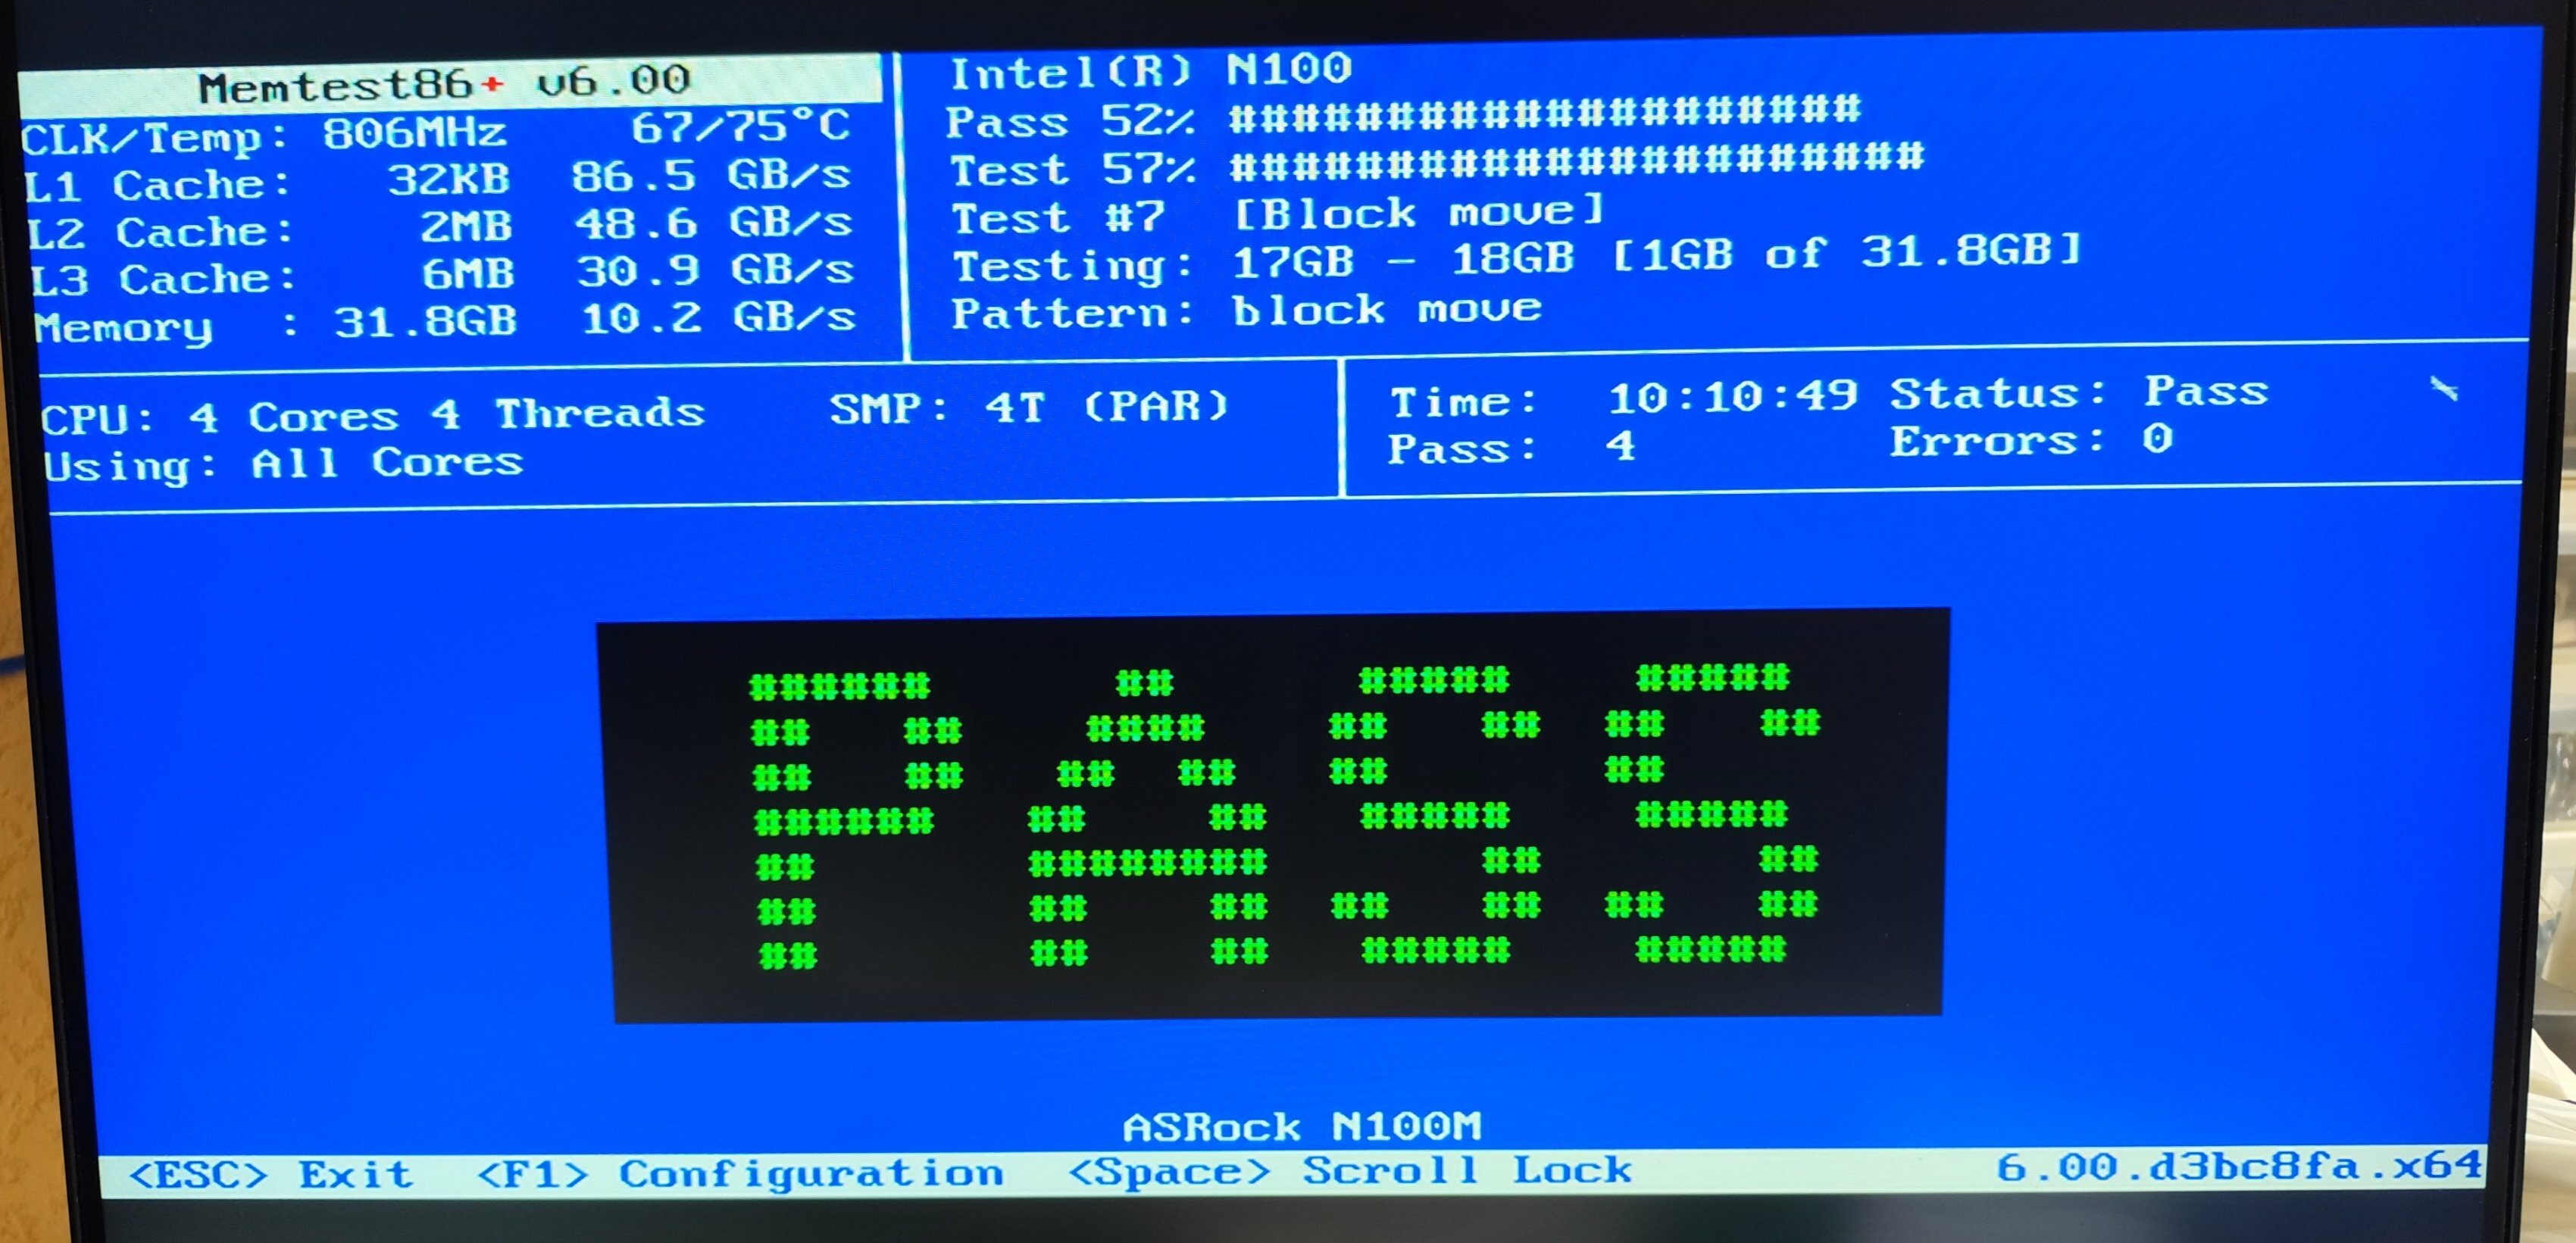 Memtest86+ v6.00
CLK/Temp: 806MHz 67/75°C
L1 Cache: 32KB 86.5 GB/s
L2 Cache: 2MB 48.6 GB/s
L3 Cache: 6MB 30.9 GB/s
Memory : 31.8GB 10.2 GB/s
Intel(R) N100
Pass 52% ####################
Test 57% ######################
Test #7 [Block move]
Testing: 17GB - 18GB [1GB of 31.8GB]
Pattern: block move
CPU: 4 Cores 4 Threads SMP: 4T (PAR)
Using: All Cores
Time: 10:10:49 Status: Pass \
Pass: 4 Errors: 0
PASS
ASRock N100M
<ESC> Exit <F1> Configuration <Space> Scroll Lock 6.00.d3bc8fa.x64